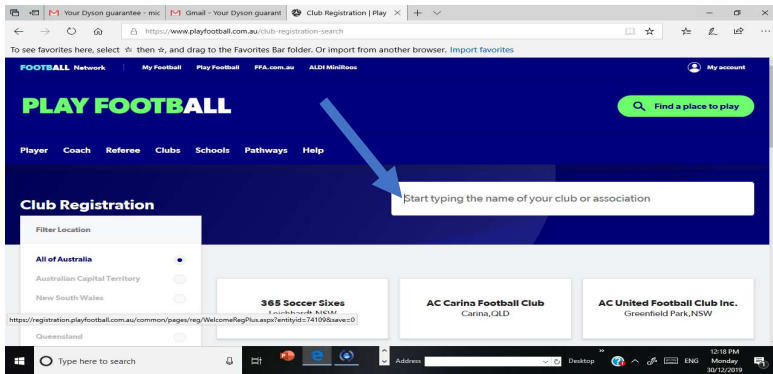 Your Dyson guarantee - mic
Gmail - Your Dyson guarant
Club Registration | Play
https://www.playfootball.com.au/club-registration-search
To see favorites here, select ☆ then ☆, and drag to the Favorites Bar folder. Or import from another browser. Import favorites
FOOTBALL Network My Football Play Football FFA.com.au ALDI MiniRoos My account
PLAY FOOTBALL
Find a place to play
Player Coach Referee Clubs Schools Pathways Help
Start typing the name of your club or association
Club Registration
Filter Location
All of Australia
Australian Capital Territory
New South Wales
365 Soccer Sixes
Leichhardt, NSW
AC Carina Football Club
Carina, QLD
AC United Football Club Inc.
Greenfield Park, NSW
https://registration.playfootball.com.au/common/pages/reg/WelcomeRegPlus.aspx?entityid=74109&save=0
Queensland
Type here to search
Address
Desktop
ENG
12:18 PM
Monday
30/12/2019